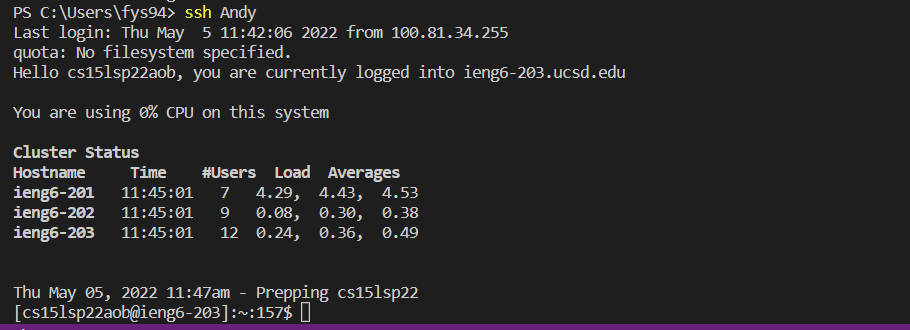 PS C:\Users\fys94> ssh Andy
Last login: Thu May  5 11:42:06 2022 from 100.81.34.255
quota: No filesystem specified.
Hello cs15lsp22aob, you are currently logged into ieng6-203.ucsd.edu
You are using 0% CPU on this system
Cluster Status
Hostname     Time    #Users  Load  Averages
ieng6-201   11:45:01   7   4.29,  4.43,  4.53
ieng6-202   11:45:01   9   0.08,  0.30,  0.38
ieng6-203   11:45:01   12  0.24,  0.36,  0.49
Thu May 05, 2022 11:47am - Prepping cs15lsp22
[cs15lsp22aob@ieng6-203]:~:157$